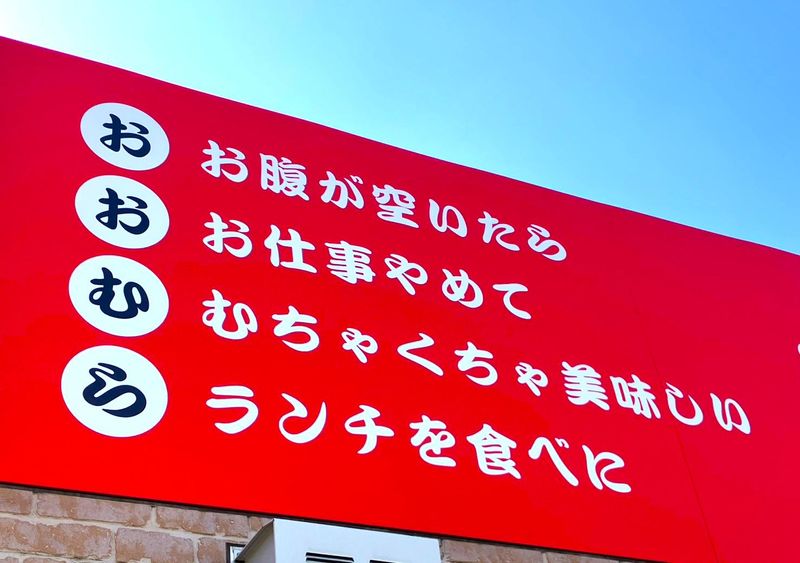 お お腹が空いたら
お お仕事やめて
む むちゃくちゃ美味しい
ら ランチを食べに